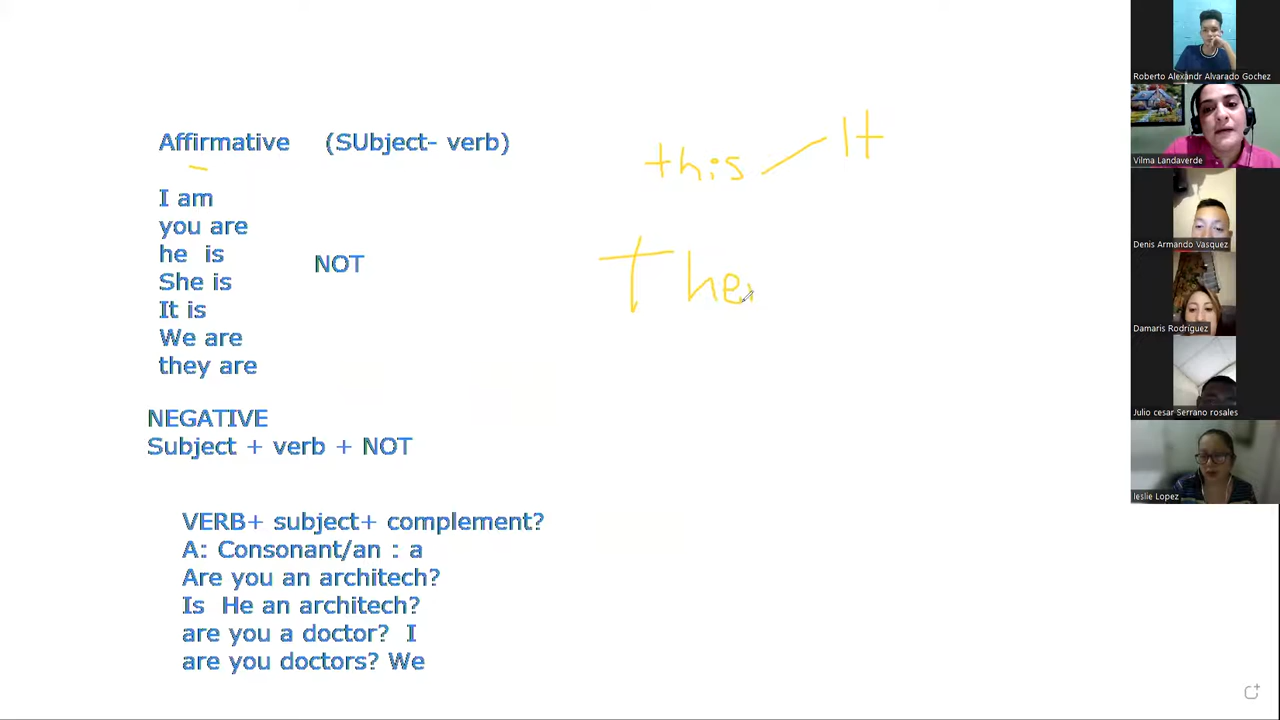 Affirmative (SUbject- verb)
this It
I am
you are
he is
NOT
The
She is
It is
We are
they are
NEGATIVE
Subject + verb + NOT
VERB+ subject+ complement?
A: Consonant/an : a
Are you an architech?
Is He an architech?
are you a doctor? I
are you doctors? We
Roberto Alexandr Alvarado Gochez
Vilma Landaverde
Denis Armando Vasquez
Damaris Rodriguez
Julio cesar Serrano rosales
leslie Lopez